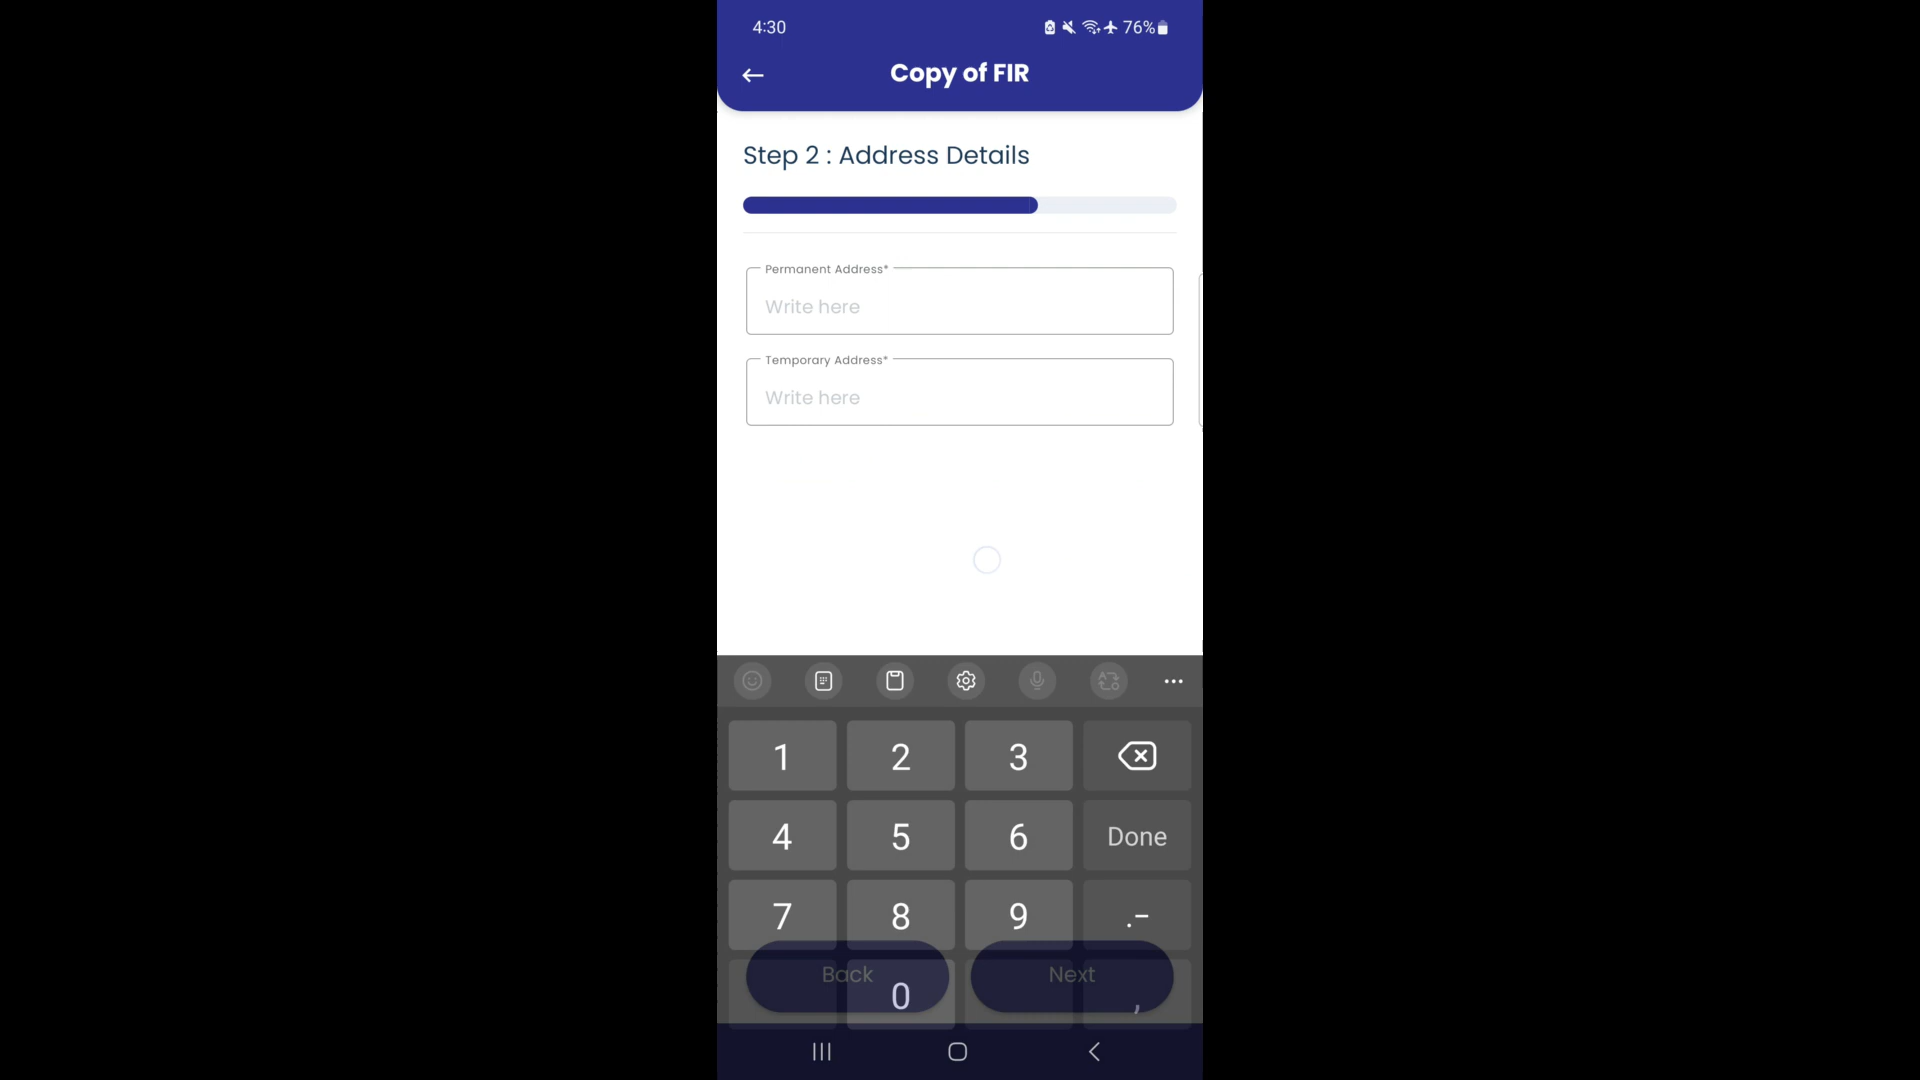 4:30
76%
Copy of FIR
Step 2 : Address Details
Permanent Address*
Write here
Temporary Address*
Write here
1 2 3
4 5 6 Done
7 8 9 .-
Back Next
0 ,